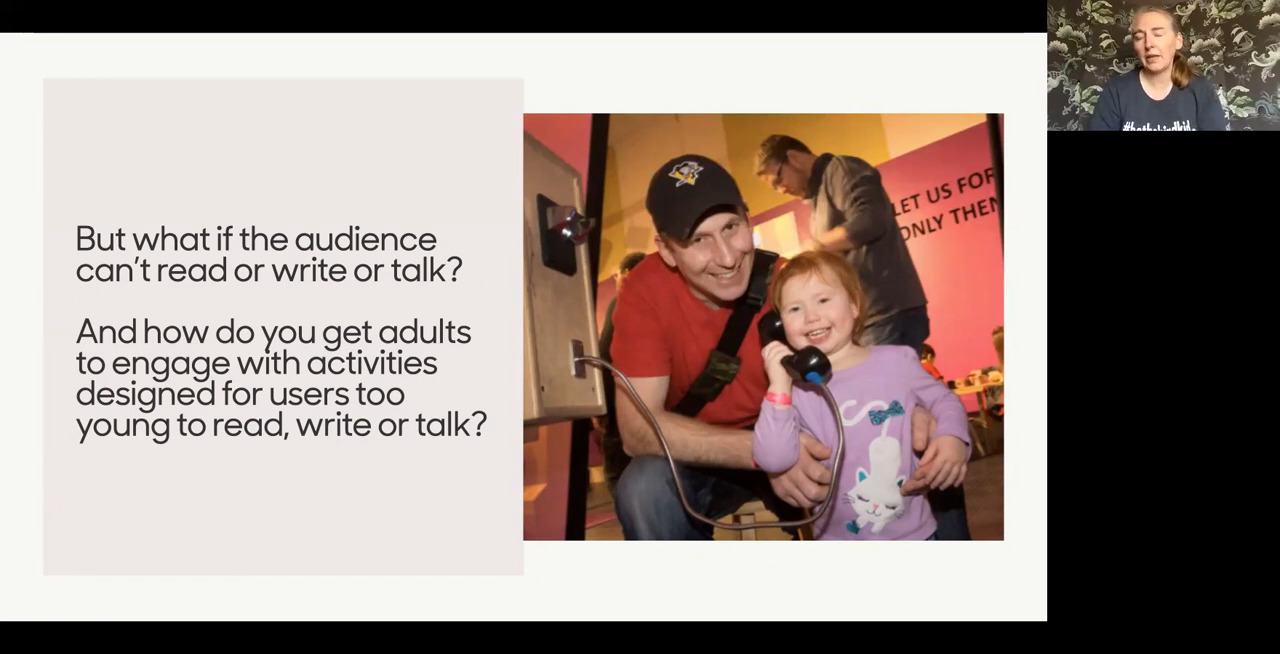 But what if the audience
can't read or write or talk?
And how do you get adults
to engage with activities
designed for users too
young to read, write or talk?
LET US FOR
ONLY THEN